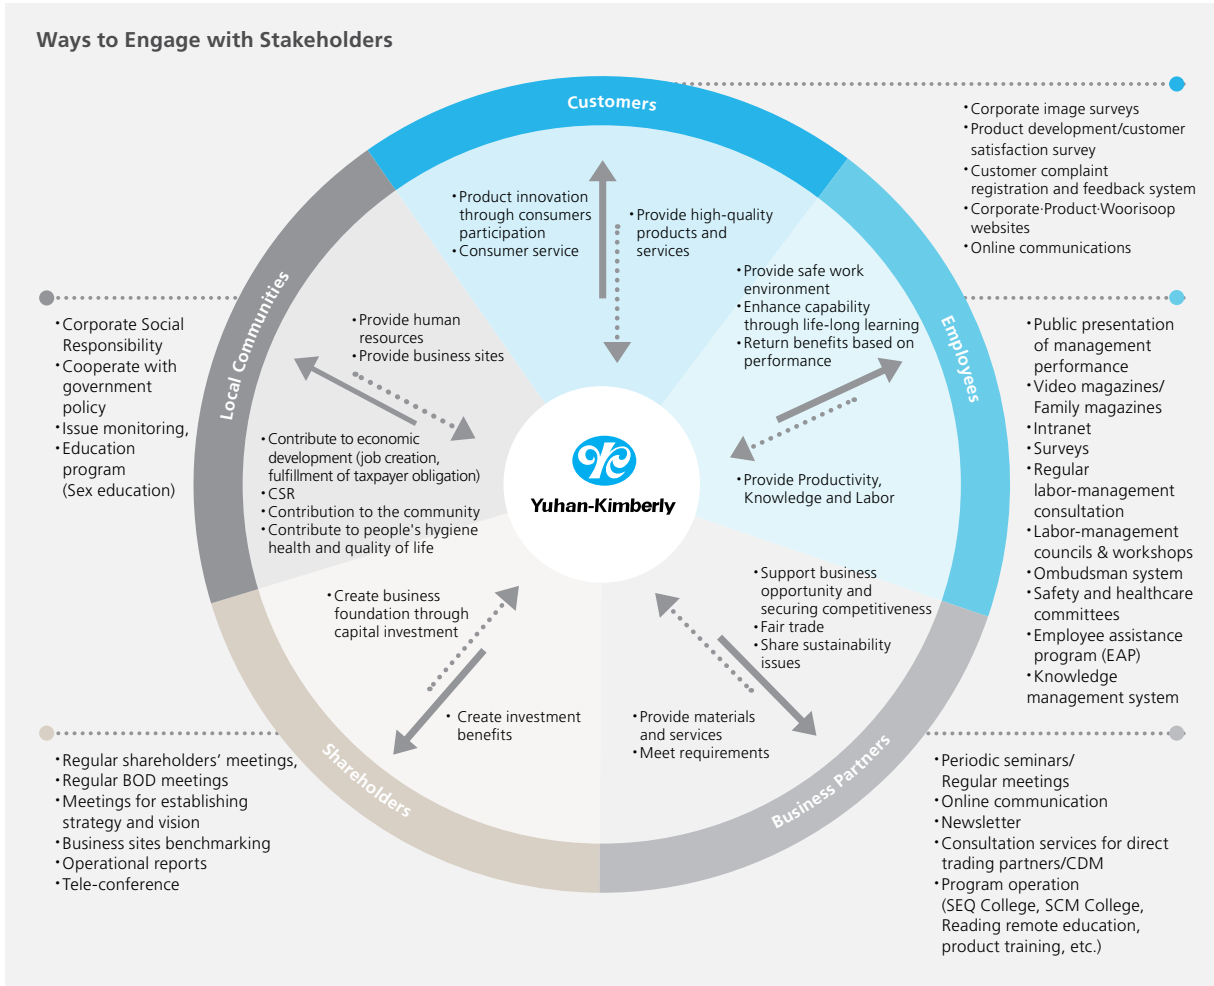 Ways to Engage with Stakeholders
Customers
•Corporate image surveys
•Product development/customer
satisfaction survey
•Customer complaint
registration and feedback system
•Corporate·Product·Woorisoop
websites
•Online communications
•Product innovation
through consumers
participation
•Consumer service
•Provide high-quality
products and
services
Employees
•Provide safe work
environment
•Enhance capability
through life-long learning
•Return benefits based on
performance
•Provide Productivity,
Knowledge and Labor
•Public presentation
of management
performance
•Video magazines/
Family magazines
•Intranet
•Surveys
•Regular
labor-management
consultation
•Labor-management
councils & workshops
•Ombudsman system
•Safety and healthcare
committees
•Employee assistance
program (EAP)
•Knowledge
management system
Local Communities
•Corporate Social
Responsibility
•Cooperate with
government
policy
•Issue monitoring,
•Education
program
(Sex education)
•Provide human
resources
•Provide business sites
•Contribute to economic
development (job creation,
fulfillment of taxpayer obligation)
•CSR
•Contribution to the community
•Contribute to people's hygiene
health and quality of life
Yuhan-Kimberly
Shareholders
•Create business
foundation through
capital investment
• Create investment
benefits
•Regular shareholders’ meetings,
•Regular BOD meetings
•Meetings for establishing
strategy and vision
•Business sites benchmarking
•Operational reports
•Tele-conference
Business Partners
•Support business
opportunity and
securing competitiveness
•Fair trade
•Share sustainability
issues
•Provide materials
and services
•Meet requirements
•Periodic seminars/
Regular meetings
•Online communication
•Newsletter
•Consultation services for direct
trading partners/CDM
•Program operation
(SEQ College, SCM College,
Reading remote education,
product training, etc.)